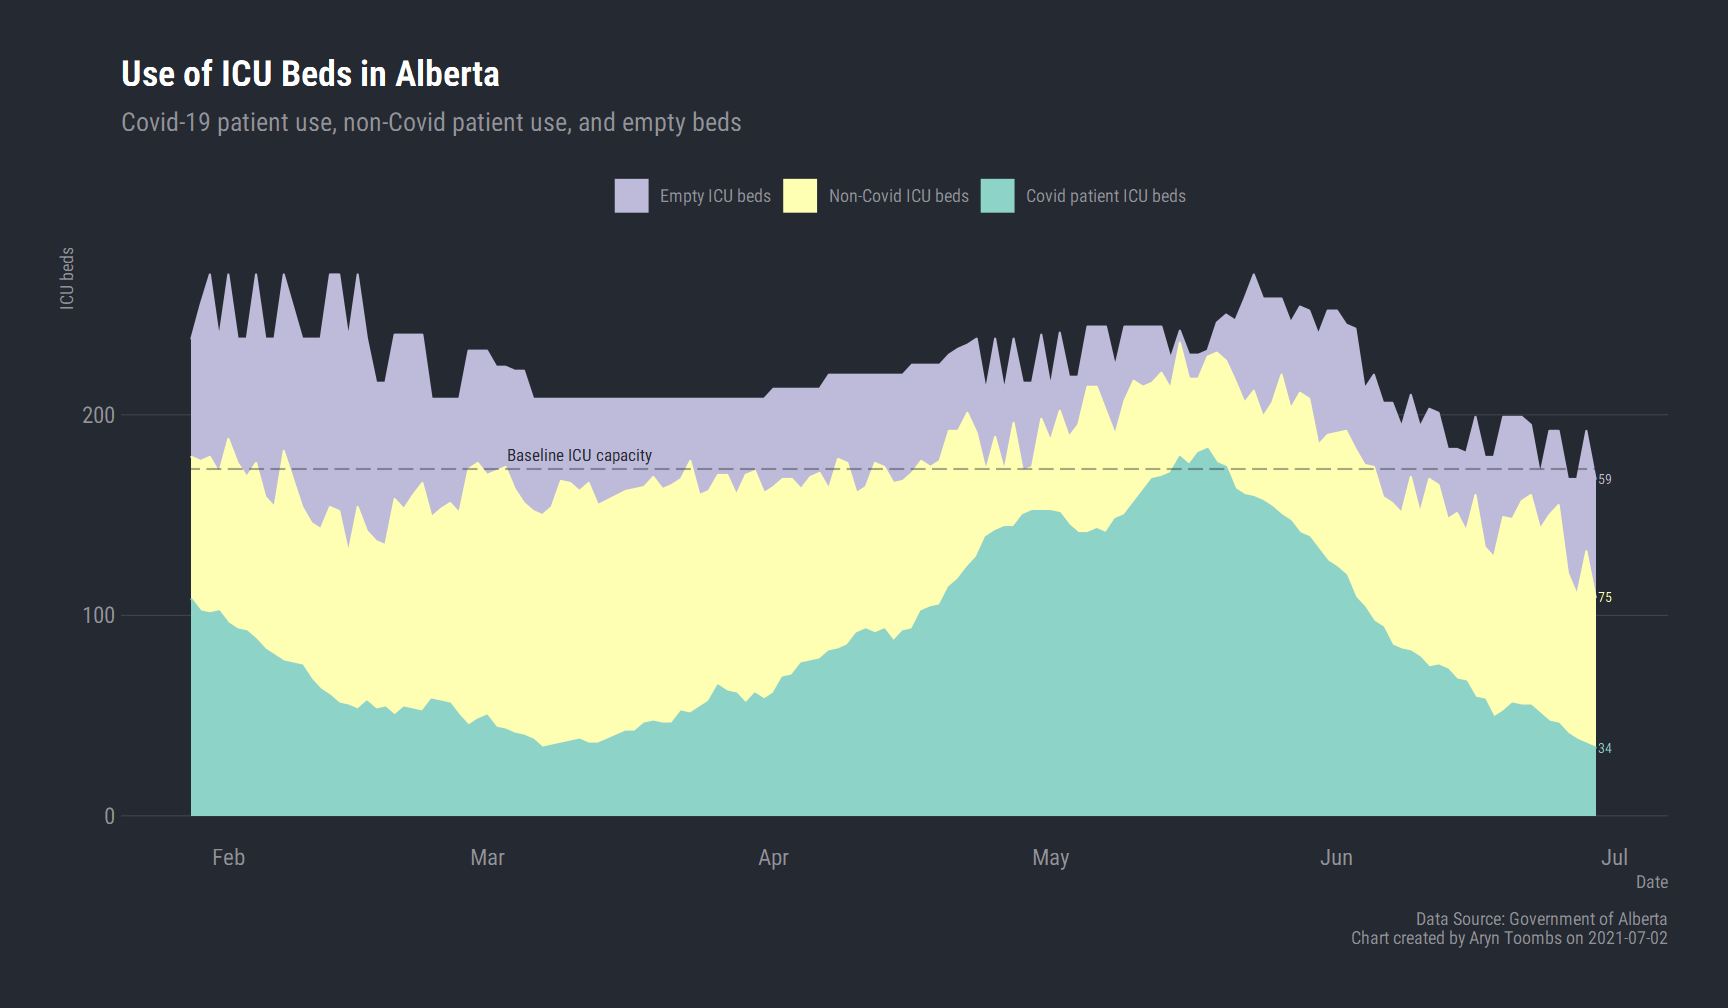 Use of ICU Beds in Alberta
Covid-19 patient use, non-Covid patient use, and empty beds
Empty ICU beds Non-Covid ICU beds Covid patient ICU beds
ICU beds
200
Baseline ICU capacity
59
75
100
34
0
Feb Mar Apr May Jun Jul
Date
Data Source: Government of Alberta
Chart created by Aryn Toombs on 2021-07-02